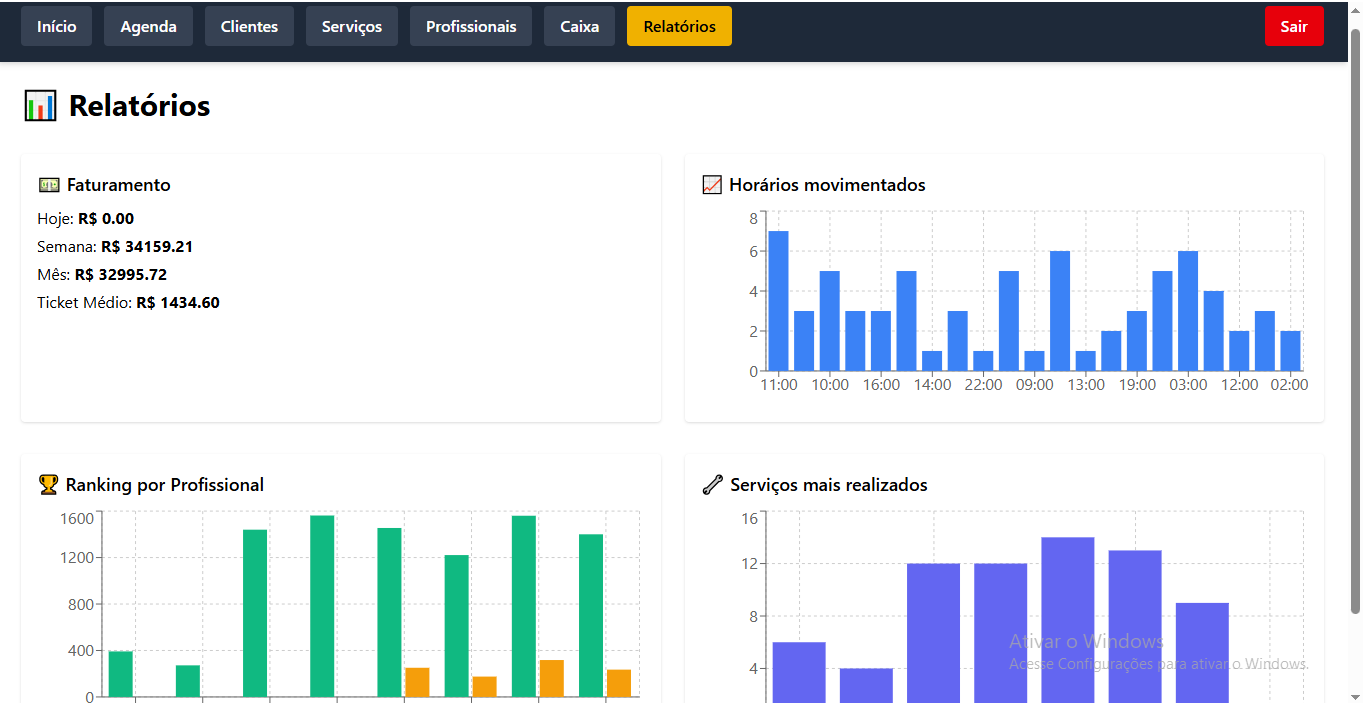 Início Agenda Clientes Serviços Profissionais Caixa Relatórios Sair
Relatórios
Faturamento
Hoje: R$ 0.00
Semana: R$ 34159.21
Mês: R$ 32995.72
Ticket Médio: R$ 1434.60
Horários movimentados
8
6
4
2
0
11:00 10:00 16:00 14:00 22:00 09:00 13:00 19:00 03:00 12:00 02:00
Ranking por Profissional
1600
1200
800
400
0
Serviços mais realizados
16
12
8
4
Ativar o Windows
Acesse Configurações para ativar o Windows.